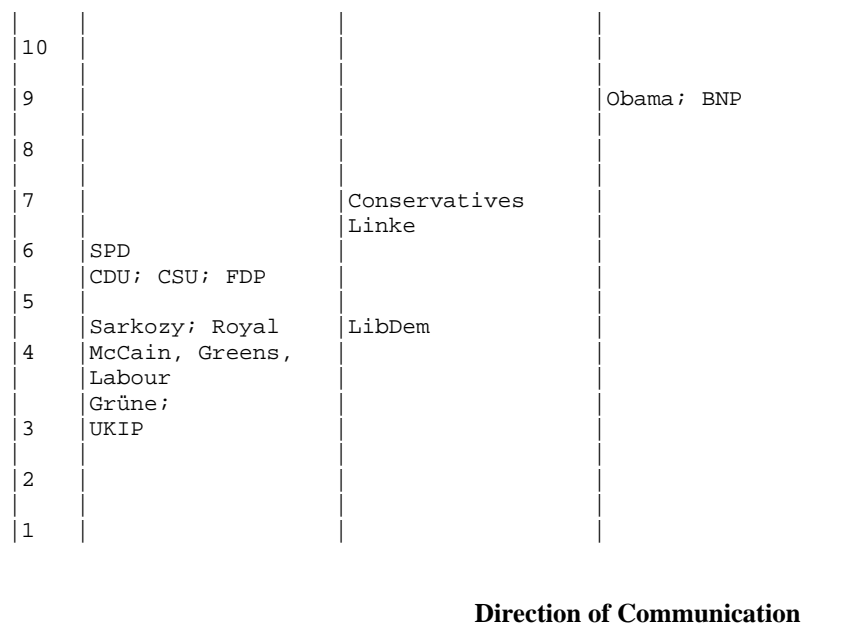 10
9 Obama; BNP
8
7 Conservatives
Linke
6 SPD
CDU; CSU; FDP
5
Sarkozy; Royal LibDem
4 McCain, Greens,
Labour
Grüne;
3 UKIP
2
1
Direction of Communication